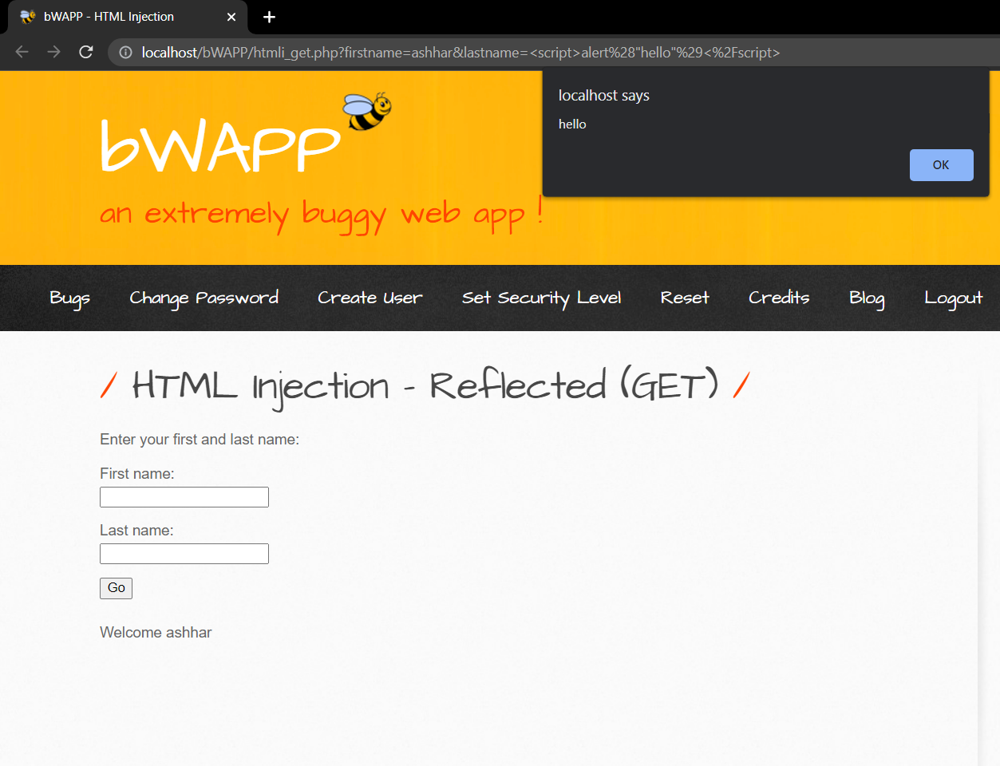 bWAPP - HTML Injection
localhost/bWAPP/htmli_get.php?firstname=ashhar&lastname=<script>alert%28"hello"%29<%2Fscript>
localhost says
hello
OK
bWAPP
an extremely buggy web app !
Bugs Change Password Create User Set Security Level Reset Credits Blog Logout
/ HTML Injection - Reflected (GET) /
Enter your first and last name:
First name:
Last name:
Go
Welcome ashhar